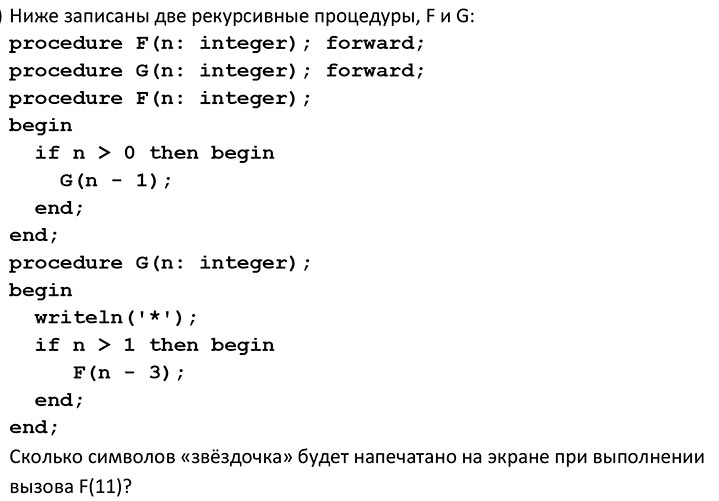 ) Ниже записаны две рекурсивные процедуры, F и G:
procedure F(n: integer); forward;
procedure G(n: integer); forward;
procedure F(n: integer);
begin
if n > 0 then begin
G(n - 1);
end;
end;
procedure G(n: integer);
begin
writeln('*');
if n > 1 then begin
F(n - 3);
end;
end;
Сколько символов «звёздочка» будет напечатано на экране при выполнении
вызова F(11)?